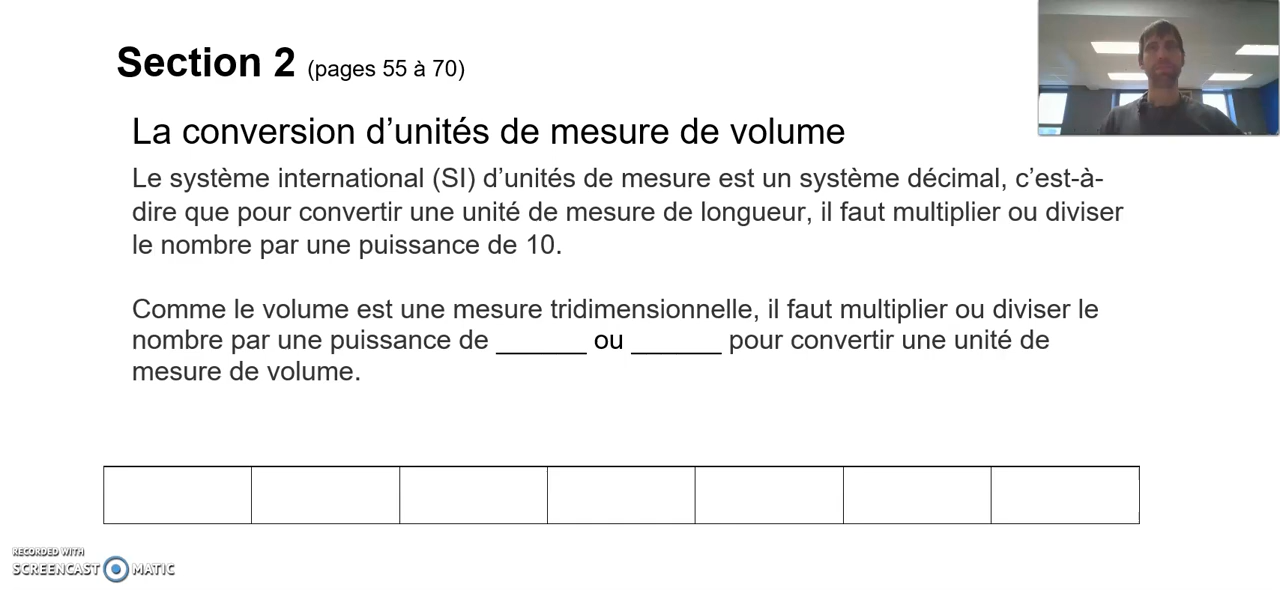 Section 2 (pages 55 à 70)
La conversion d’unités de mesure de volume
Le système international (SI) d’unités de mesure est un système décimal, c’est-à-
dire que pour convertir une unité de mesure de longueur, il faut multiplier ou diviser
le nombre par une puissance de 10.
Comme le volume est une mesure tridimensionnelle, il faut multiplier ou diviser le
nombre par une puissance de ______ ou ______ pour convertir une unité de
mesure de volume.
RECORDED WITH
SCREENCAST MATIC